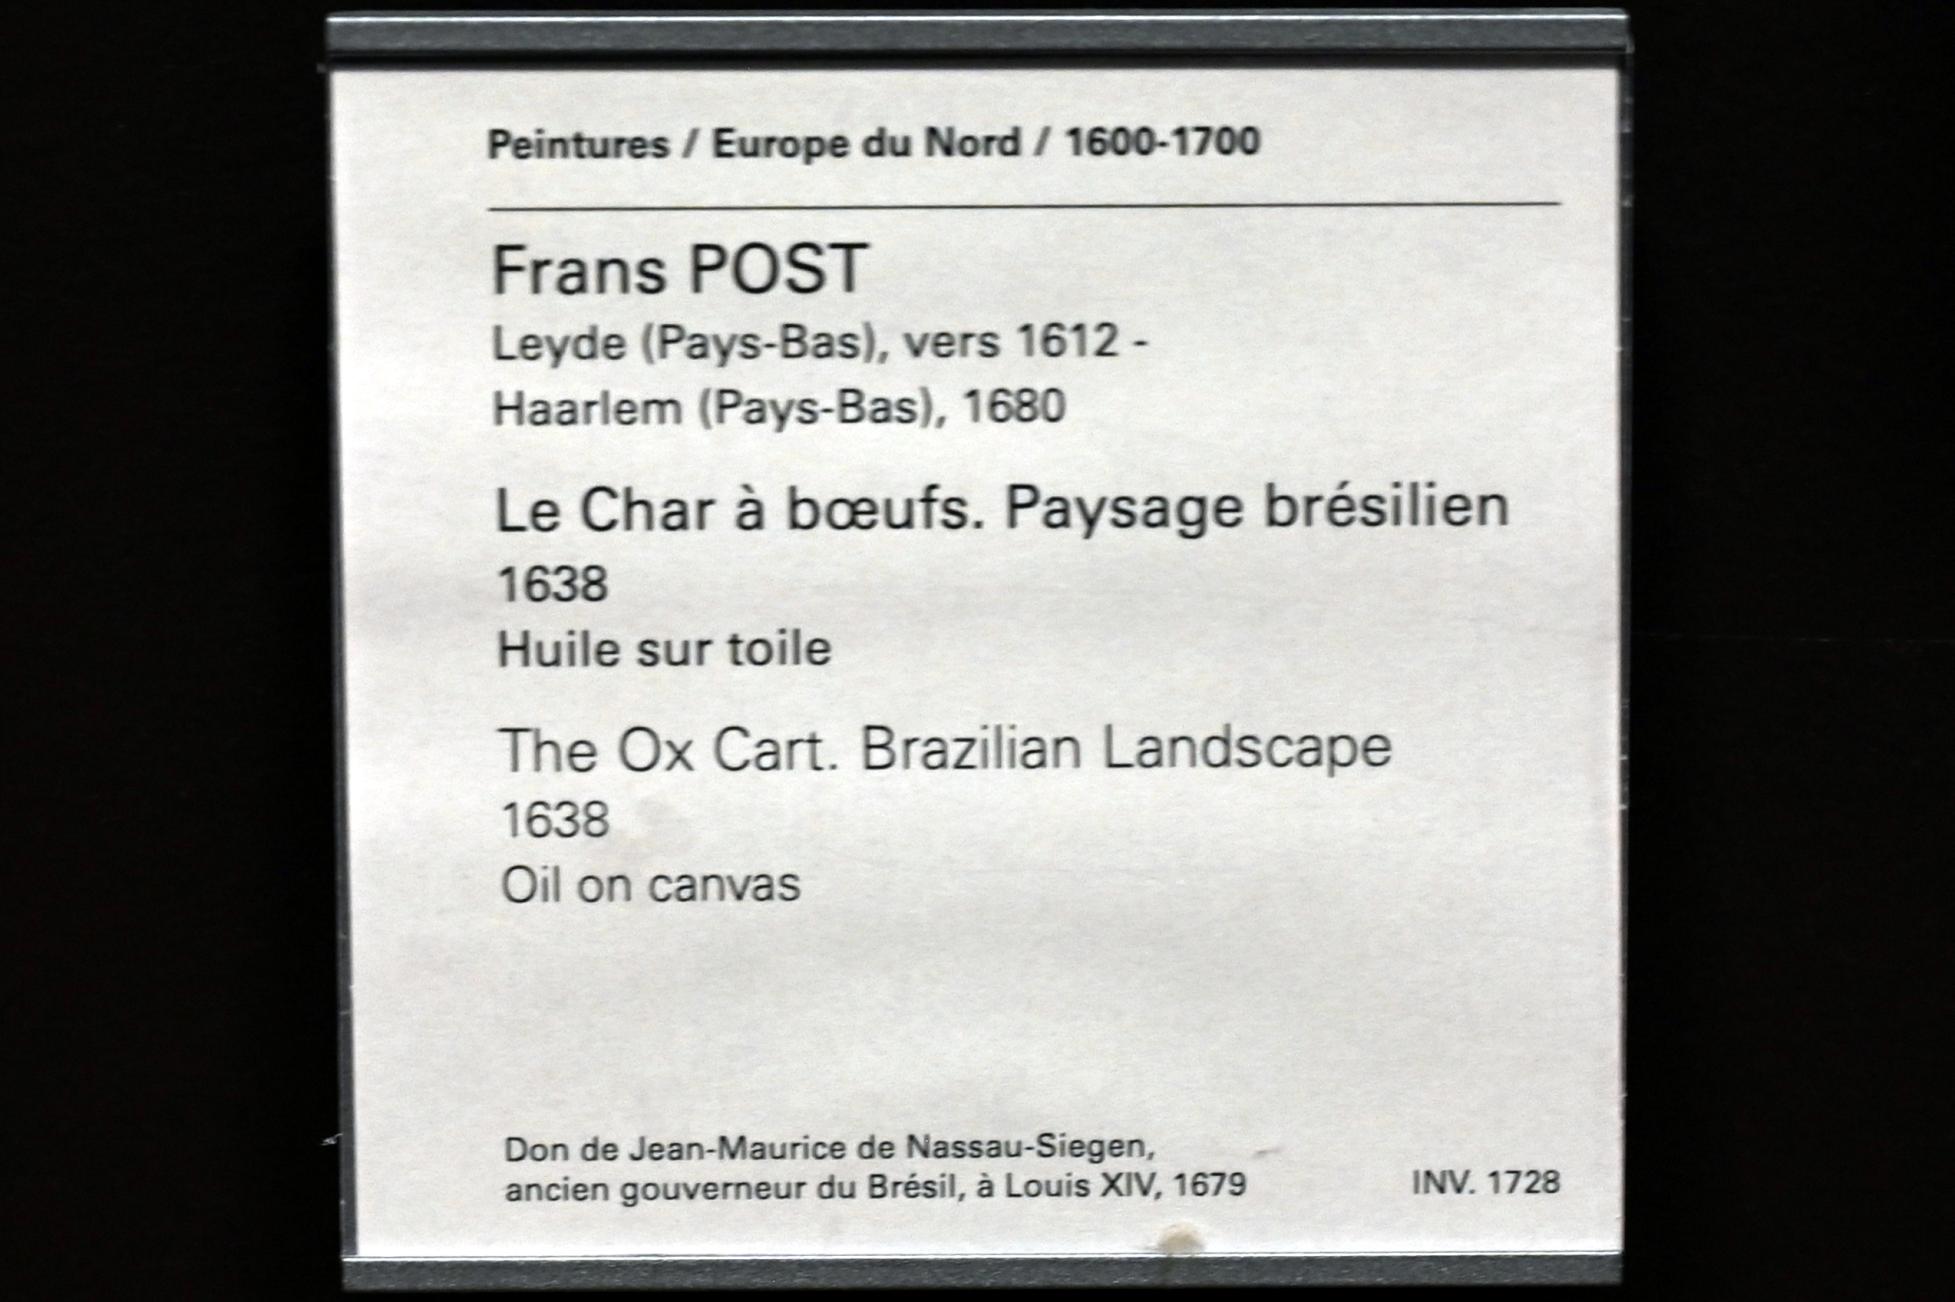 Peintures / Europe du Nord / 1600-1700
Frans POST
Leyde (Pays-Bas), vers 1612 -
Haarlem (Pays-Bas), 1680
Le Char à bœufs. Paysage brésilien
1638
Huile sur toile
The Ox Cart. Brazilian Landscape
1638
Oil on canvas
Don de Jean-Maurice de Nassau-Siegen,
ancien gouverneur du Brésil, à Louis XIV, 1679
INV. 1728